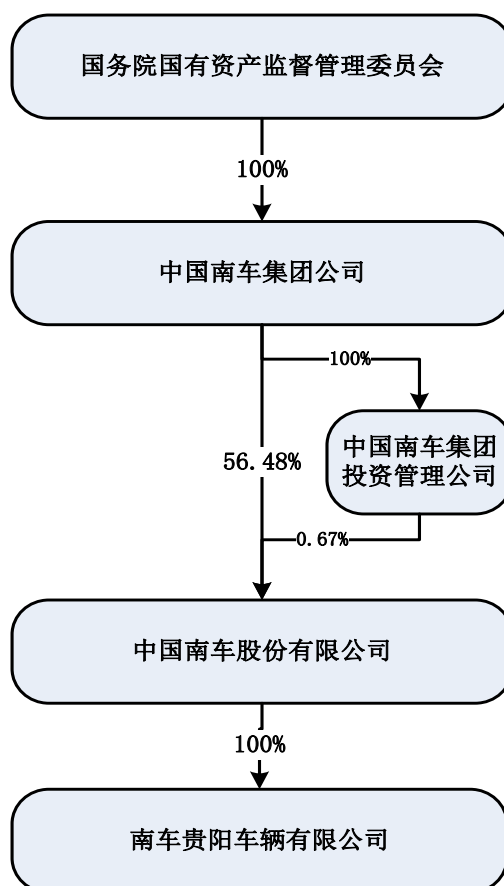 国务院国有资产监督管理委员会
100%
中国南车集团公司
100%
中国南车集团
投资管理公司
56.48%
0.67%
中国南车股份有限公司
100%
南车贵阳车辆有限公司